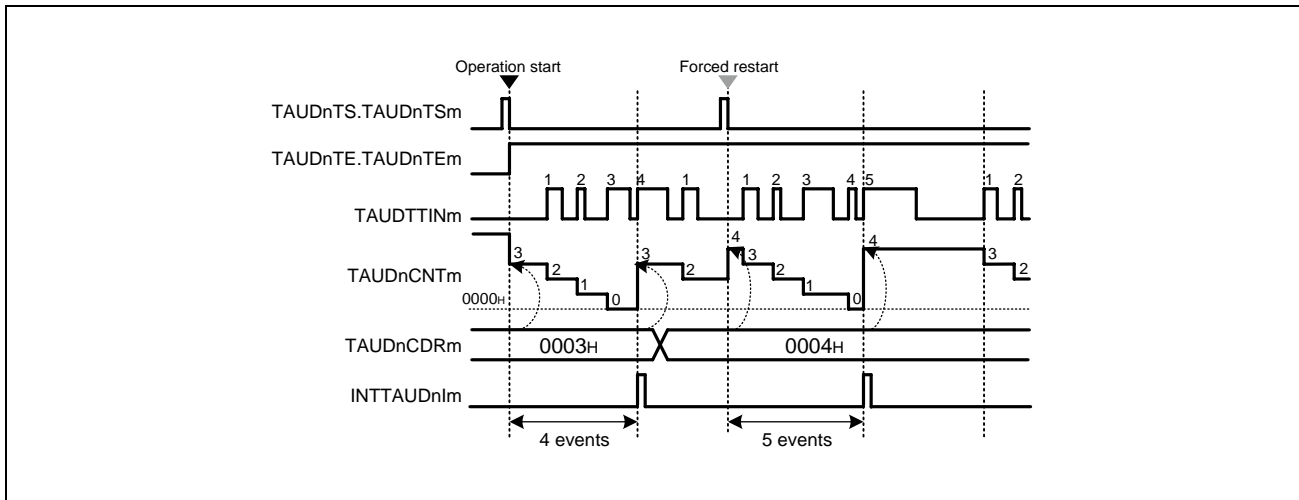 Operation start Forced restart
TAUDnTS.TAUDnTSm
TAUDnTE.TAUDnTEm
1 2 3 4 1 1 2 3 4 5 1 2
TAUDTTINm
3 2 1 0 3 2 4 3 2 1 0 4 3 2
TAUDnCNTm
0000H
TAUDnCDRm 0003H 0004H
INTTAUDnIm
4 events 5 events